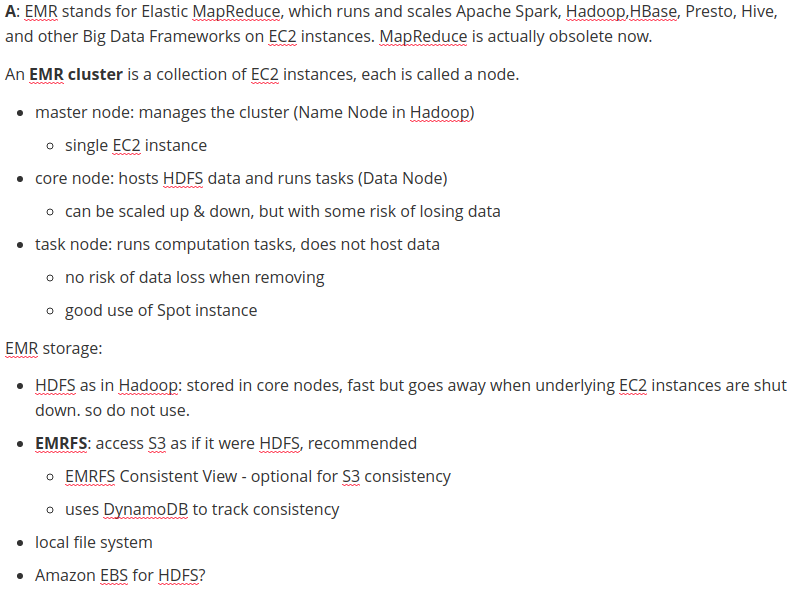 A: EMR stands for Elastic MapReduce, which runs and scales Apache Spark, Hadoop,HBase, Presto, Hive,
and other Big Data Frameworks on EC2 instances. MapReduce is actually obsolete now.
An EMR cluster is a collection of EC2 instances, each is called a node.
• master node: manages the cluster (Name Node in Hadoop)
◦ single EC2 instance
• core node: hosts HDFS data and runs tasks (Data Node)
◦ can be scaled up & down, but with some risk of losing data
• task node: runs computation tasks, does not host data
◦ no risk of data loss when removing
◦ good use of Spot instance
EMR storage:
• HDFS as in Hadoop: stored in core nodes, fast but goes away when underlying EC2 instances are shut
down. so do not use.
• EMRFS: access S3 as if it were HDFS, recommended
◦ EMRFS Consistent View - optional for S3 consistency
◦ uses DynamoDB to track consistency
• local file system
• Amazon EBS for HDFS?